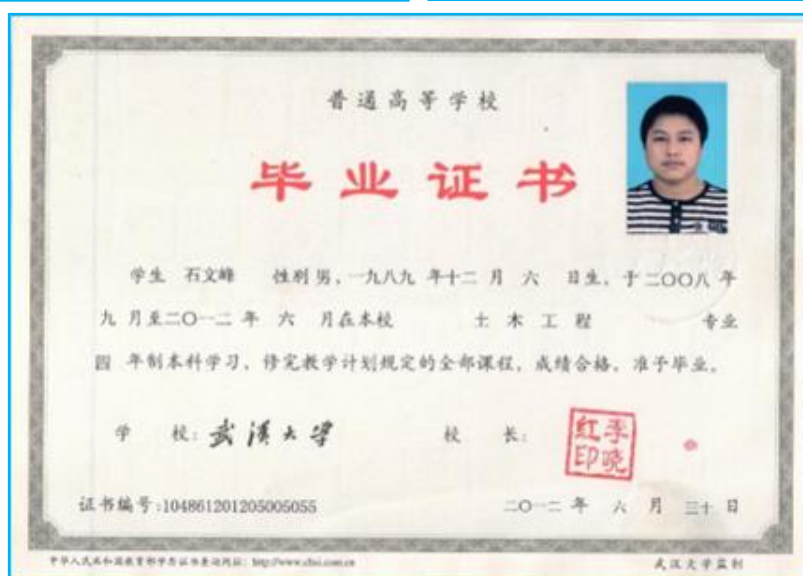 普通高等学校
毕业证书
学生 石文峰 性别 男，一九八九 年十二 月 六 日生，于二〇〇八 年
九 月至二〇一二 年 六 月在本校 土木工程 专业
四 年制本科学习，修完教学计划规定的全部课程，成绩合格，准予毕业。
学 校：武汉大学 校 长：
李晓红印
证书编号:104861201205005055 二〇一二 年 六 月 三十 日
中华人民共和国教育部学历证书查询网址：http://www.chsi.com.cn 武汉大学监制